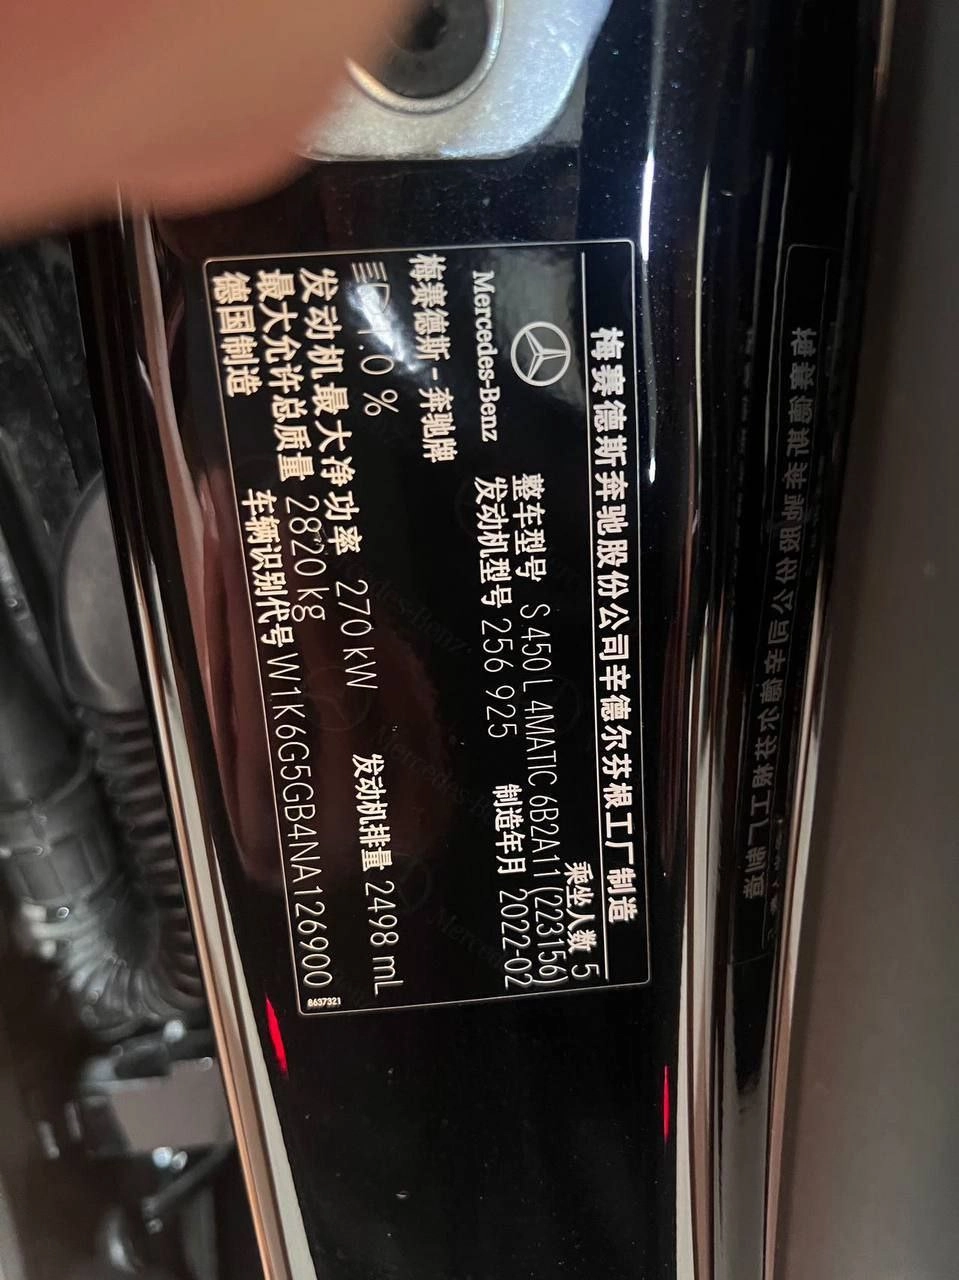 梅赛德斯奔驰股份公司辛德尔芬根工厂制造
乘坐人数 5
整车型号 S 450 L 4MATIC 6B2A11(223156)
Mercedes-Benz
发动机型号 256 925
制造年月 2022-02
梅赛德斯-奔驰牌
1.0 %
发动机排量 2498 mL
发动机最大净功率 270 kW
最大允许总质量 2820 kg
德国制造
车辆识别代号 W1K6G5GB4NA126900
8637321